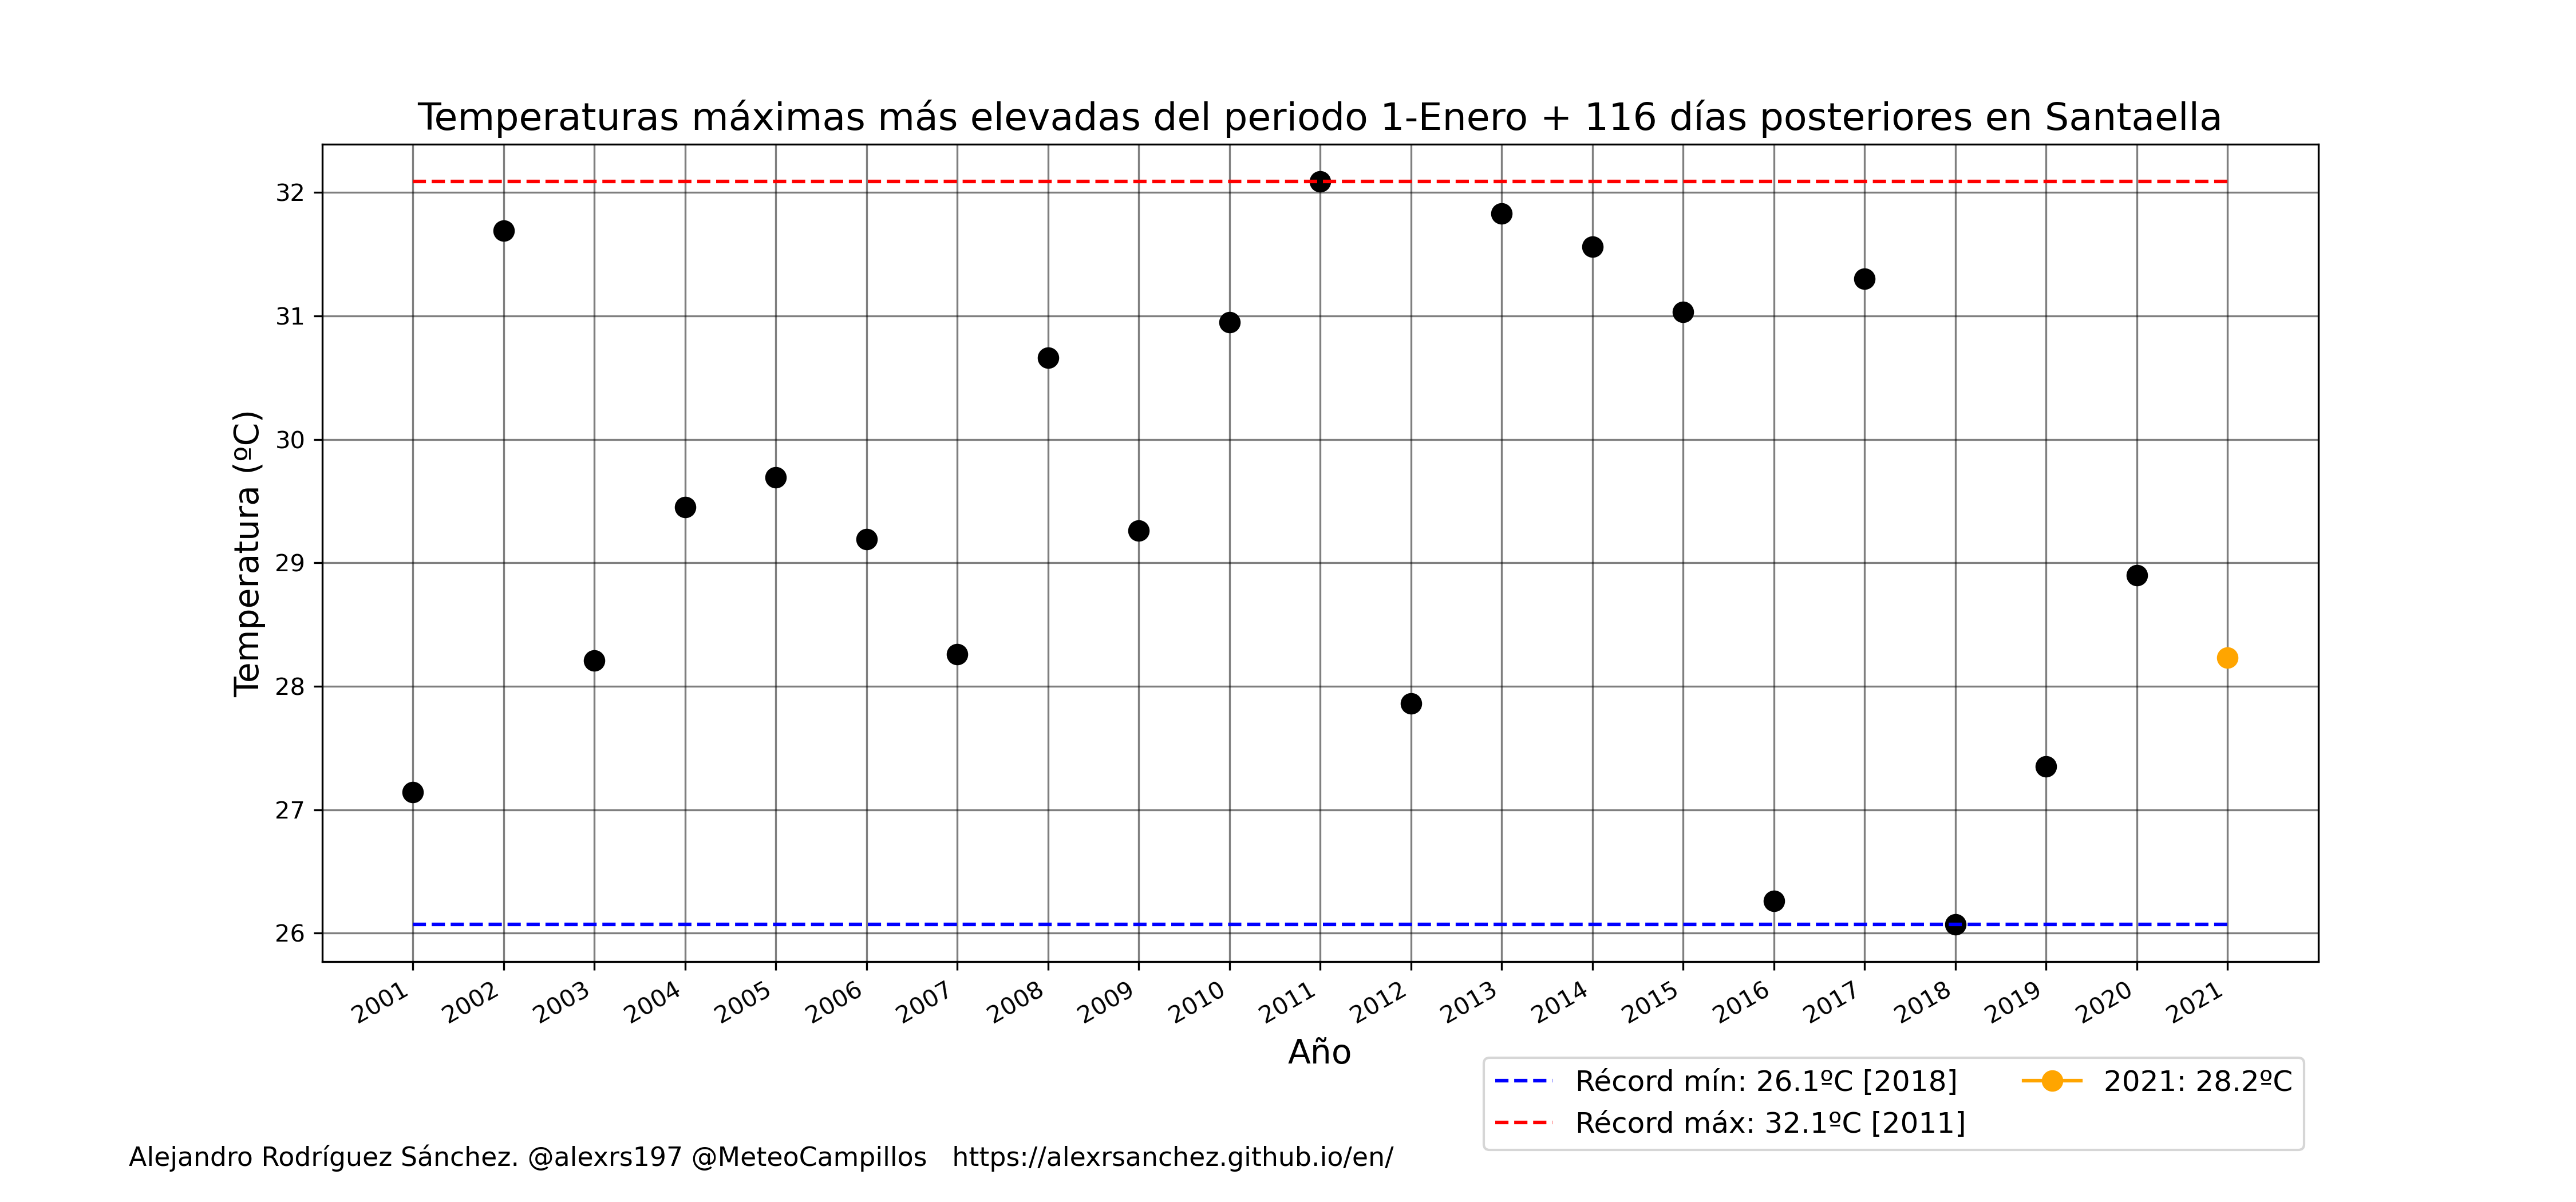 Temperaturas máximas más elevadas del periodo 1-Enero + 116 días posteriores en Santaella
Temperatura (ºC)
32
31
30
29
28
27
26
2001 2002 2003 2004 2005 2006 2007 2008 2009 2010 2011 2012 2013 2014 2015 2016 2017 2018 2019 2020 2021
Año
Récord mín: 26.1ºC [2018]
Récord máx: 32.1ºC [2011]
2021: 28.2ºC
Alejandro Rodríguez Sánchez. @alexrs197 @MeteoCampillos https://alexrsanchez.github.io/en/